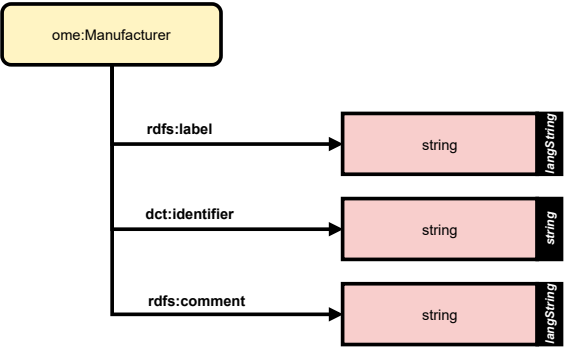 ome:Manufacturer
rdfs:label
string
langString
dct:identifier
string
string
rdfs:comment
string
langString